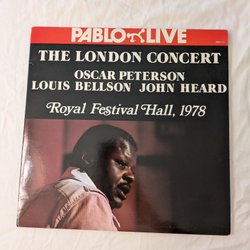 PABLO LIVE
THE LONDON CONCERT
OSCAR PETERSON
LOUIS BELLSON JOHN HEARD
Royal Festival Hall, 1978